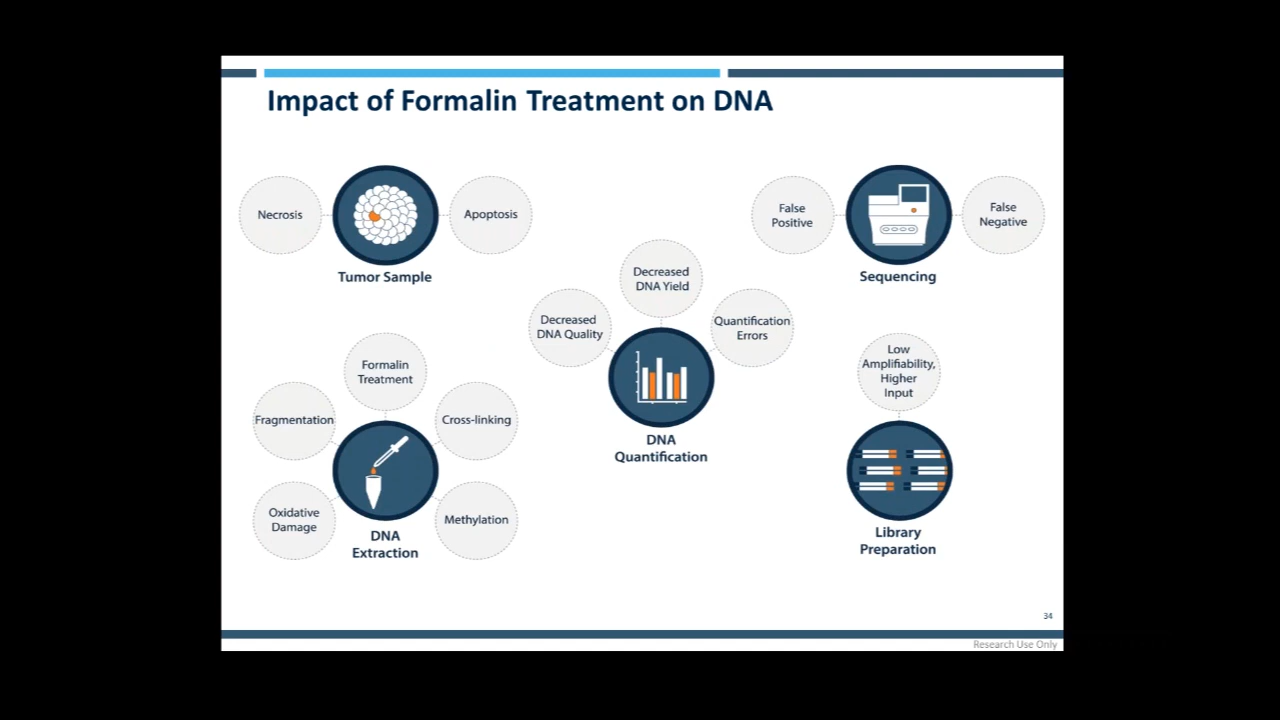 Impact of Formalin Treatment on DNA
Necrosis
Apoptosis
Tumor Sample
Formalin
Treatment
Fragmentation
Cross-linking
Oxidative
Damage
Methylation
DNA
Extraction
Decreased
DNA Yield
Decreased
DNA Quality
Quantification
Errors
DNA
Quantification
False
Positive
False
Negative
Sequencing
Low
Amplifiability,
Higher
Input
Library
Preparation
34
Research Use Only